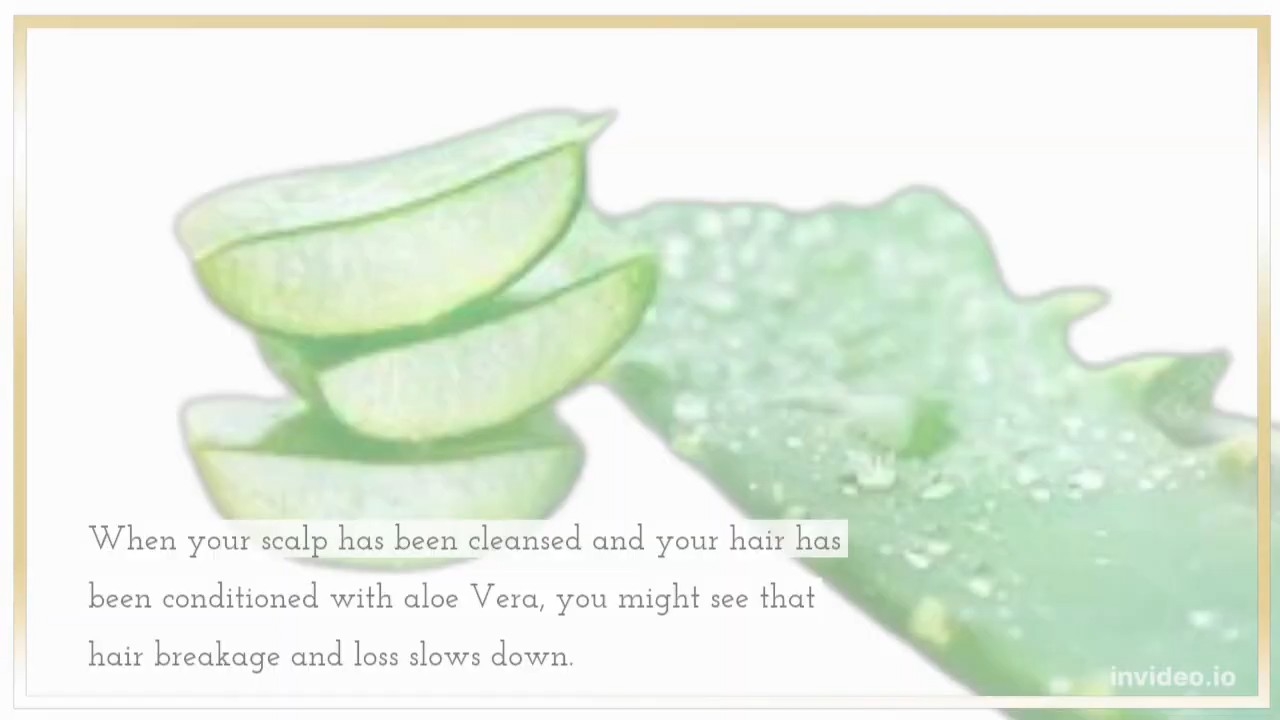 When your scalp has been cleansed and your hair has
been conditioned with aloe Vera, you might see that
hair breakage and loss slows down.
invideo.io